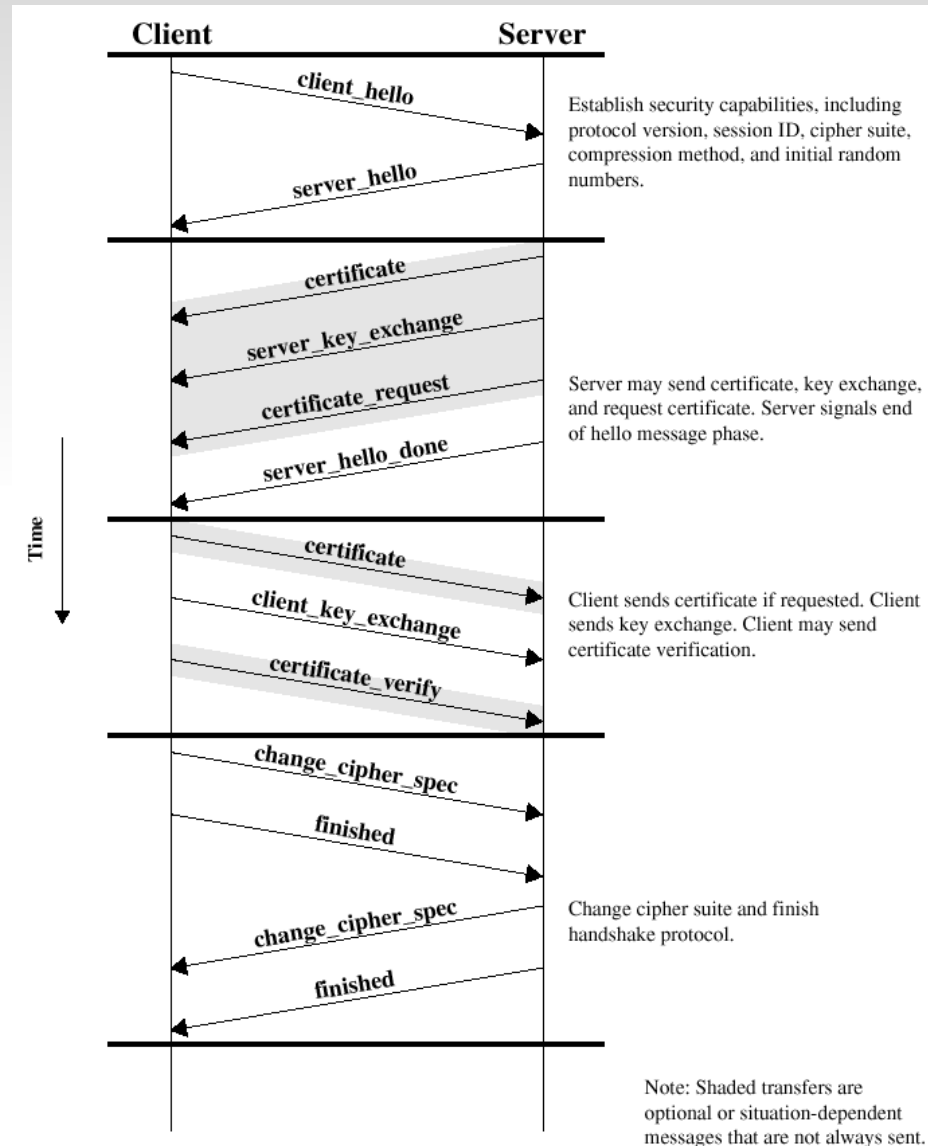 Client
Server
client_hello
Establish security capabilities, including
protocol version, session ID, cipher suite,
compression method, and initial random
numbers.
server_hello
certificate
server_key_exchange
certificate_request
Server may send certificate, key exchange,
and request certificate. Server signals end
of hello message phase.
server_hello_done
Time
certificate
client_key_exchange
Client sends certificate if requested. Client
sends key exchange. Client may send
certificate verification.
certificate_verify
change_cipher_spec
finished
change_cipher_spec
Change cipher suite and finish
handshake protocol.
finished
Note: Shaded transfers are
optional or situation-dependent
messages that are not always sent.